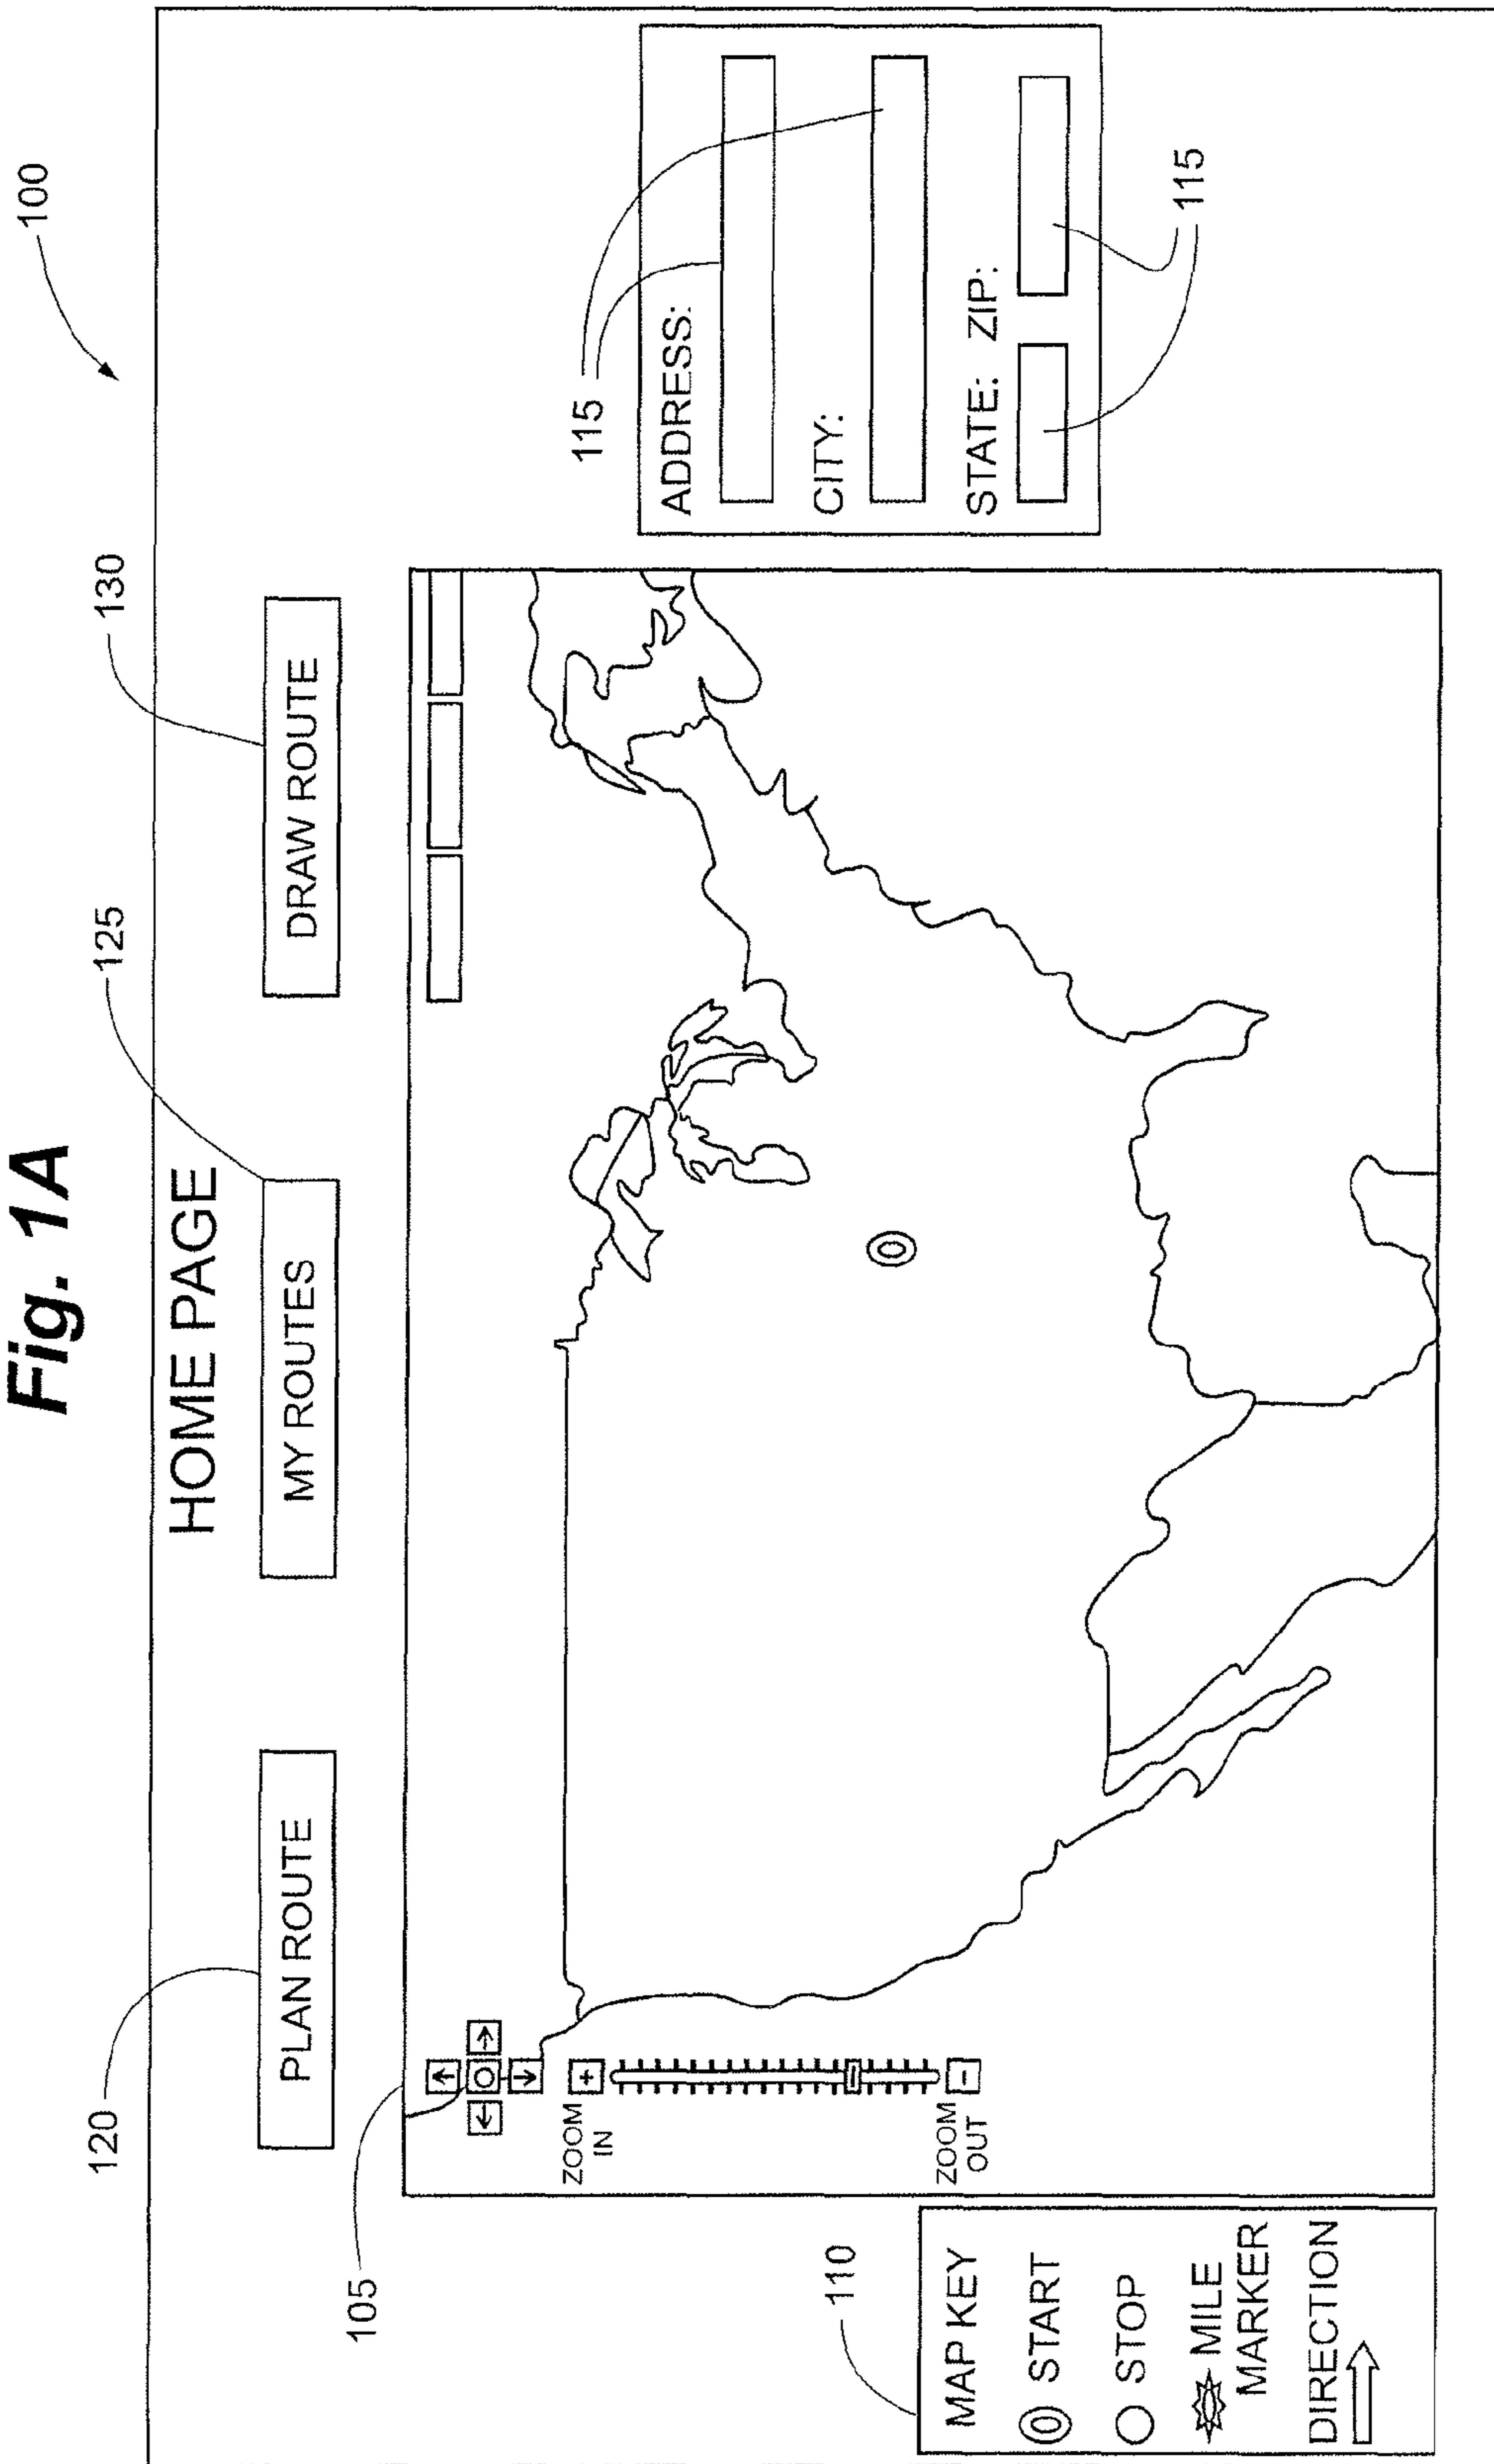 Fig. 1A
100
HOME PAGE
120
125
130
PLAN ROUTE
MY ROUTES
DRAW ROUTE
105
ZOOM
IN
ZOOM
OUT
110
MAP KEY
START
STOP
MILE
MARKER
DIRECTION
115
ADDRESS:
CITY:
STATE: ZIP:
115